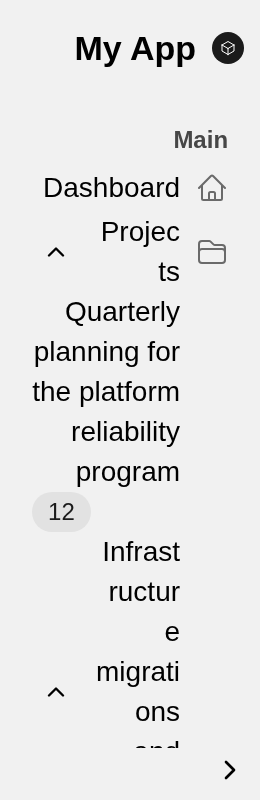 My App
Main
Dashboard
Projec
ts
Quarterly
planning for
the platform
reliability
program
12
Infrast
ructur
e
migrati
ons